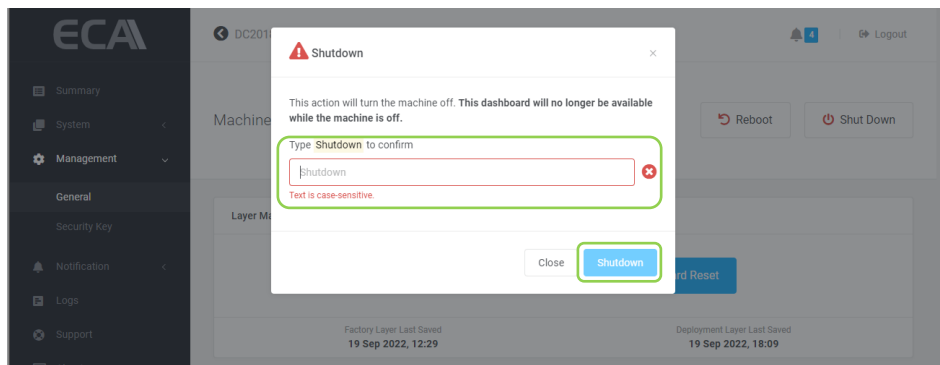 ECA
DC2018
4
Logout
Shutdown
×
Summary
This action will turn the machine off. This dashboard will no longer be available
while the machine is off.
System
Machine
Reboot
Shut Down
Type Shutdown to confirm
Management
Shutdown
Text is case-sensitive.
General
Layer Ma
Security Key
Close
Shutdown
Notification
rd Reset
Logs
Factory Layer Last Saved
Deployment Layer Last Saved
Support
19 Sep 2022, 12:29
19 Sep 2022, 18:09